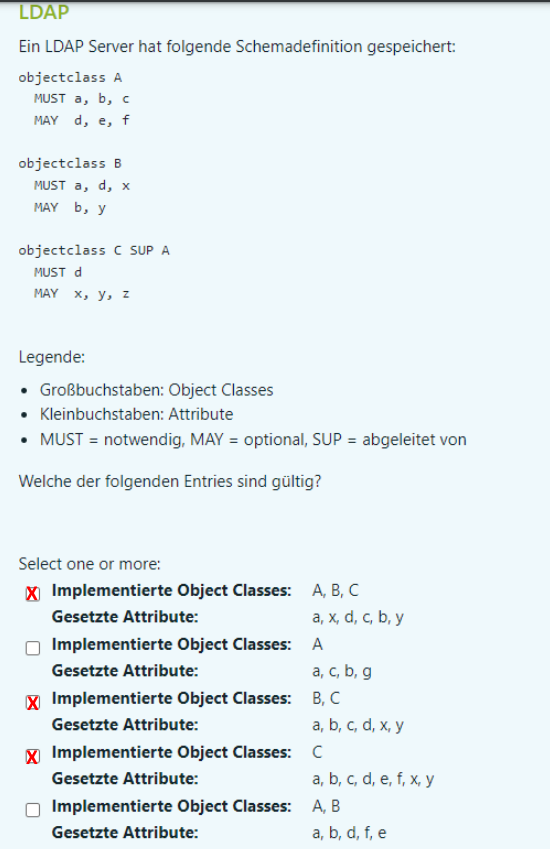 LDAP
Ein LDAP Server hat folgende Schemadefinition gespeichert:
objectclass A
MUST a, b, c
MAY d, e, f
objectclass B
MUST a, d, x
MAY b, y
objectclass C SUP A
MUST d
MAY x, y, z
Legende:
• Großbuchstaben: Object Classes
• Kleinbuchstaben: Attribute
• MUST = notwendig, MAY = optional, SUP = abgeleitet von
Welche der folgenden Entries sind gültig?
Select one or more:
X Implementierte Object Classes: A, B, C
Gesetzte Attribute: a, x, d, c, b, y
Implementierte Object Classes: A
Gesetzte Attribute: a, c, b, g
X Implementierte Object Classes: B, C
Gesetzte Attribute: a, b, c, d, x, y
X Implementierte Object Classes: C
Gesetzte Attribute: a, b, c, d, e, f, x, y
Implementierte Object Classes: A, B
Gesetzte Attribute: a, b, d, f, e